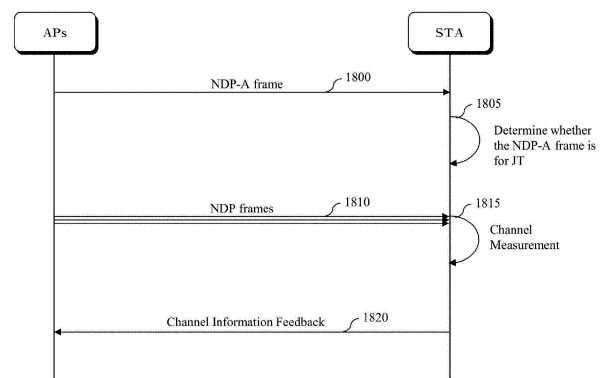 APs
STA
NDP-A frame
1800
1805
Determine whether
the NDP-A frame is
for JT
NDP frames
1810
1815
Channel
Measurement
Channel Information Feedback
1820